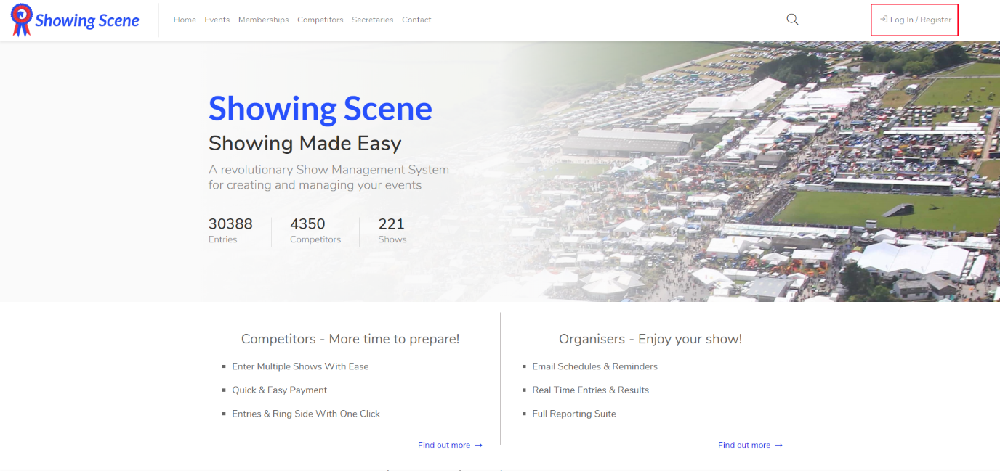 Showing Scene
Home Events Memberships Competitors Secretaries Contact
Log In / Register
Showing Scene
Showing Made Easy
A revolutionary Show Management System
for creating and managing your events
30388 4350 221
Entries Competitors Shows
Competitors - More time to prepare!
Enter Multiple Shows With Ease
Quick & Easy Payment
Entries & Ring Side With One Click
Find out more →
Organisers - Enjoy your show!
Email Schedules & Reminders
Real Time Entries & Results
Full Reporting Suite
Find out more →